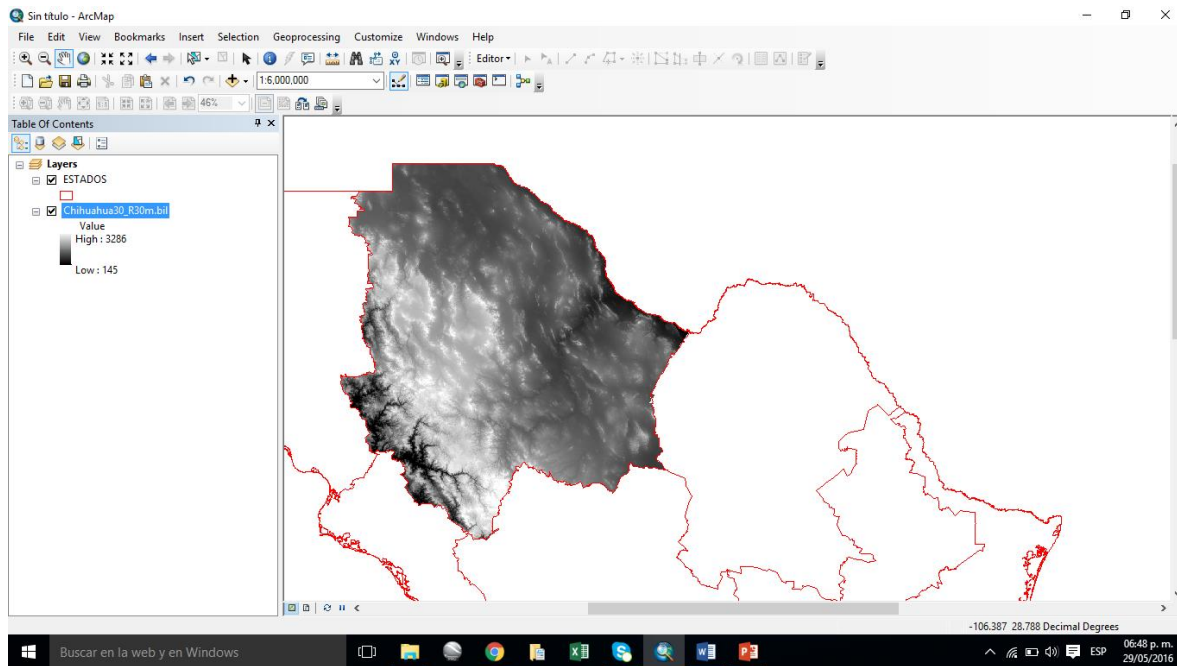 Sin título - ArcMap
File Edit View Bookmarks Insert Selection Geoprocessing Customize Windows Help
Editor
1:6,000,000
46%
Table Of Contents
Layers
ESTADOS
Chihuahua30_R30m.bil
Value
High : 3286
Low : 145
-106.387 28.788 Decimal Degrees
Buscar en la web y en Windows
ESP
06:48 p. m.
29/05/2016